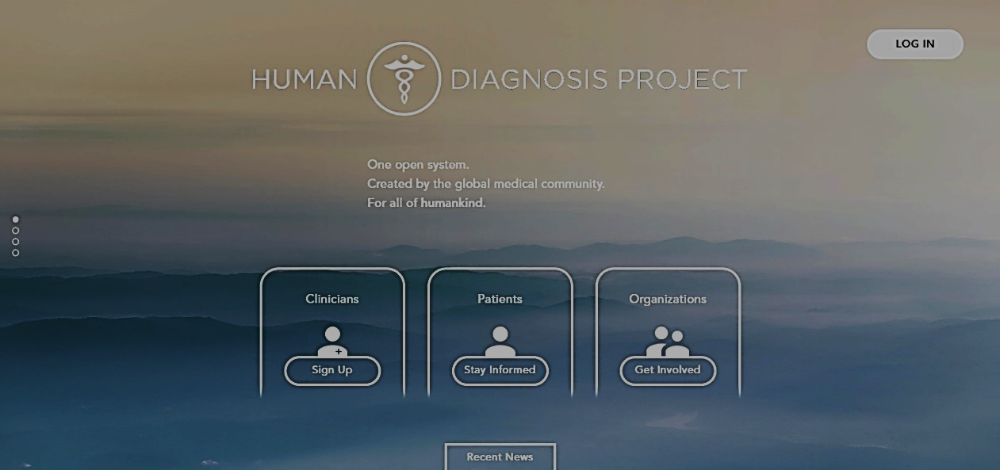 LOG IN
HUMAN DIAGNOSIS PROJECT
One open system.
Created by the global medical community.
For all of humankind.
Clinicians
Sign Up
Patients
Stay Informed
Organizations
Get Involved
Recent News